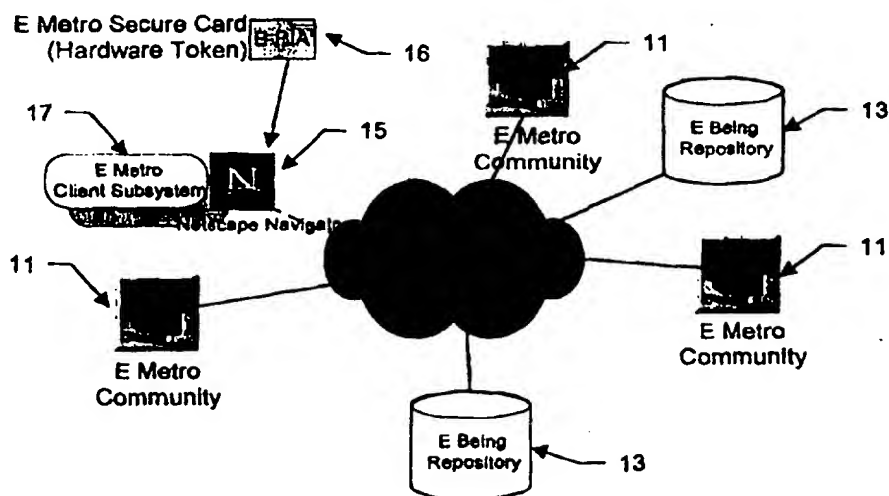 E Metro Secure Card
(Hardware Token)
16
11
E Metro
Community
13
E Being
Repository
17
15
E Metro
Client Subsystem
N
Netscape Navigator
11
E Metro
Community
11
E Metro
Community
E Being
Repository
13